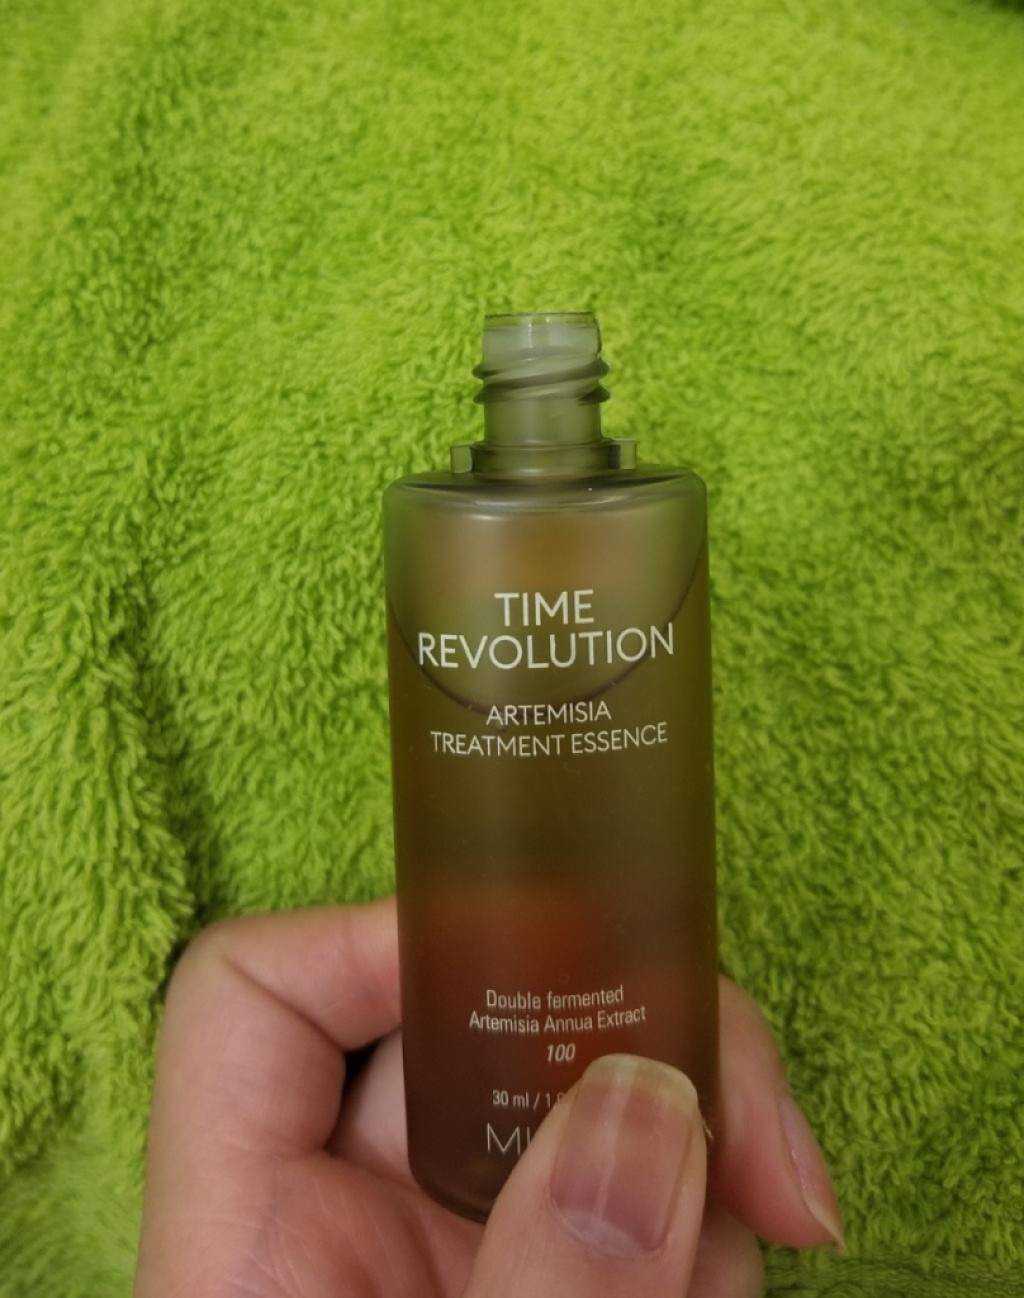 TIME
REVOLUTION
ARTEMISIA
TREATMENT ESSENCE
Double fermented
Artemisia Annua Extract
100
30 ml /